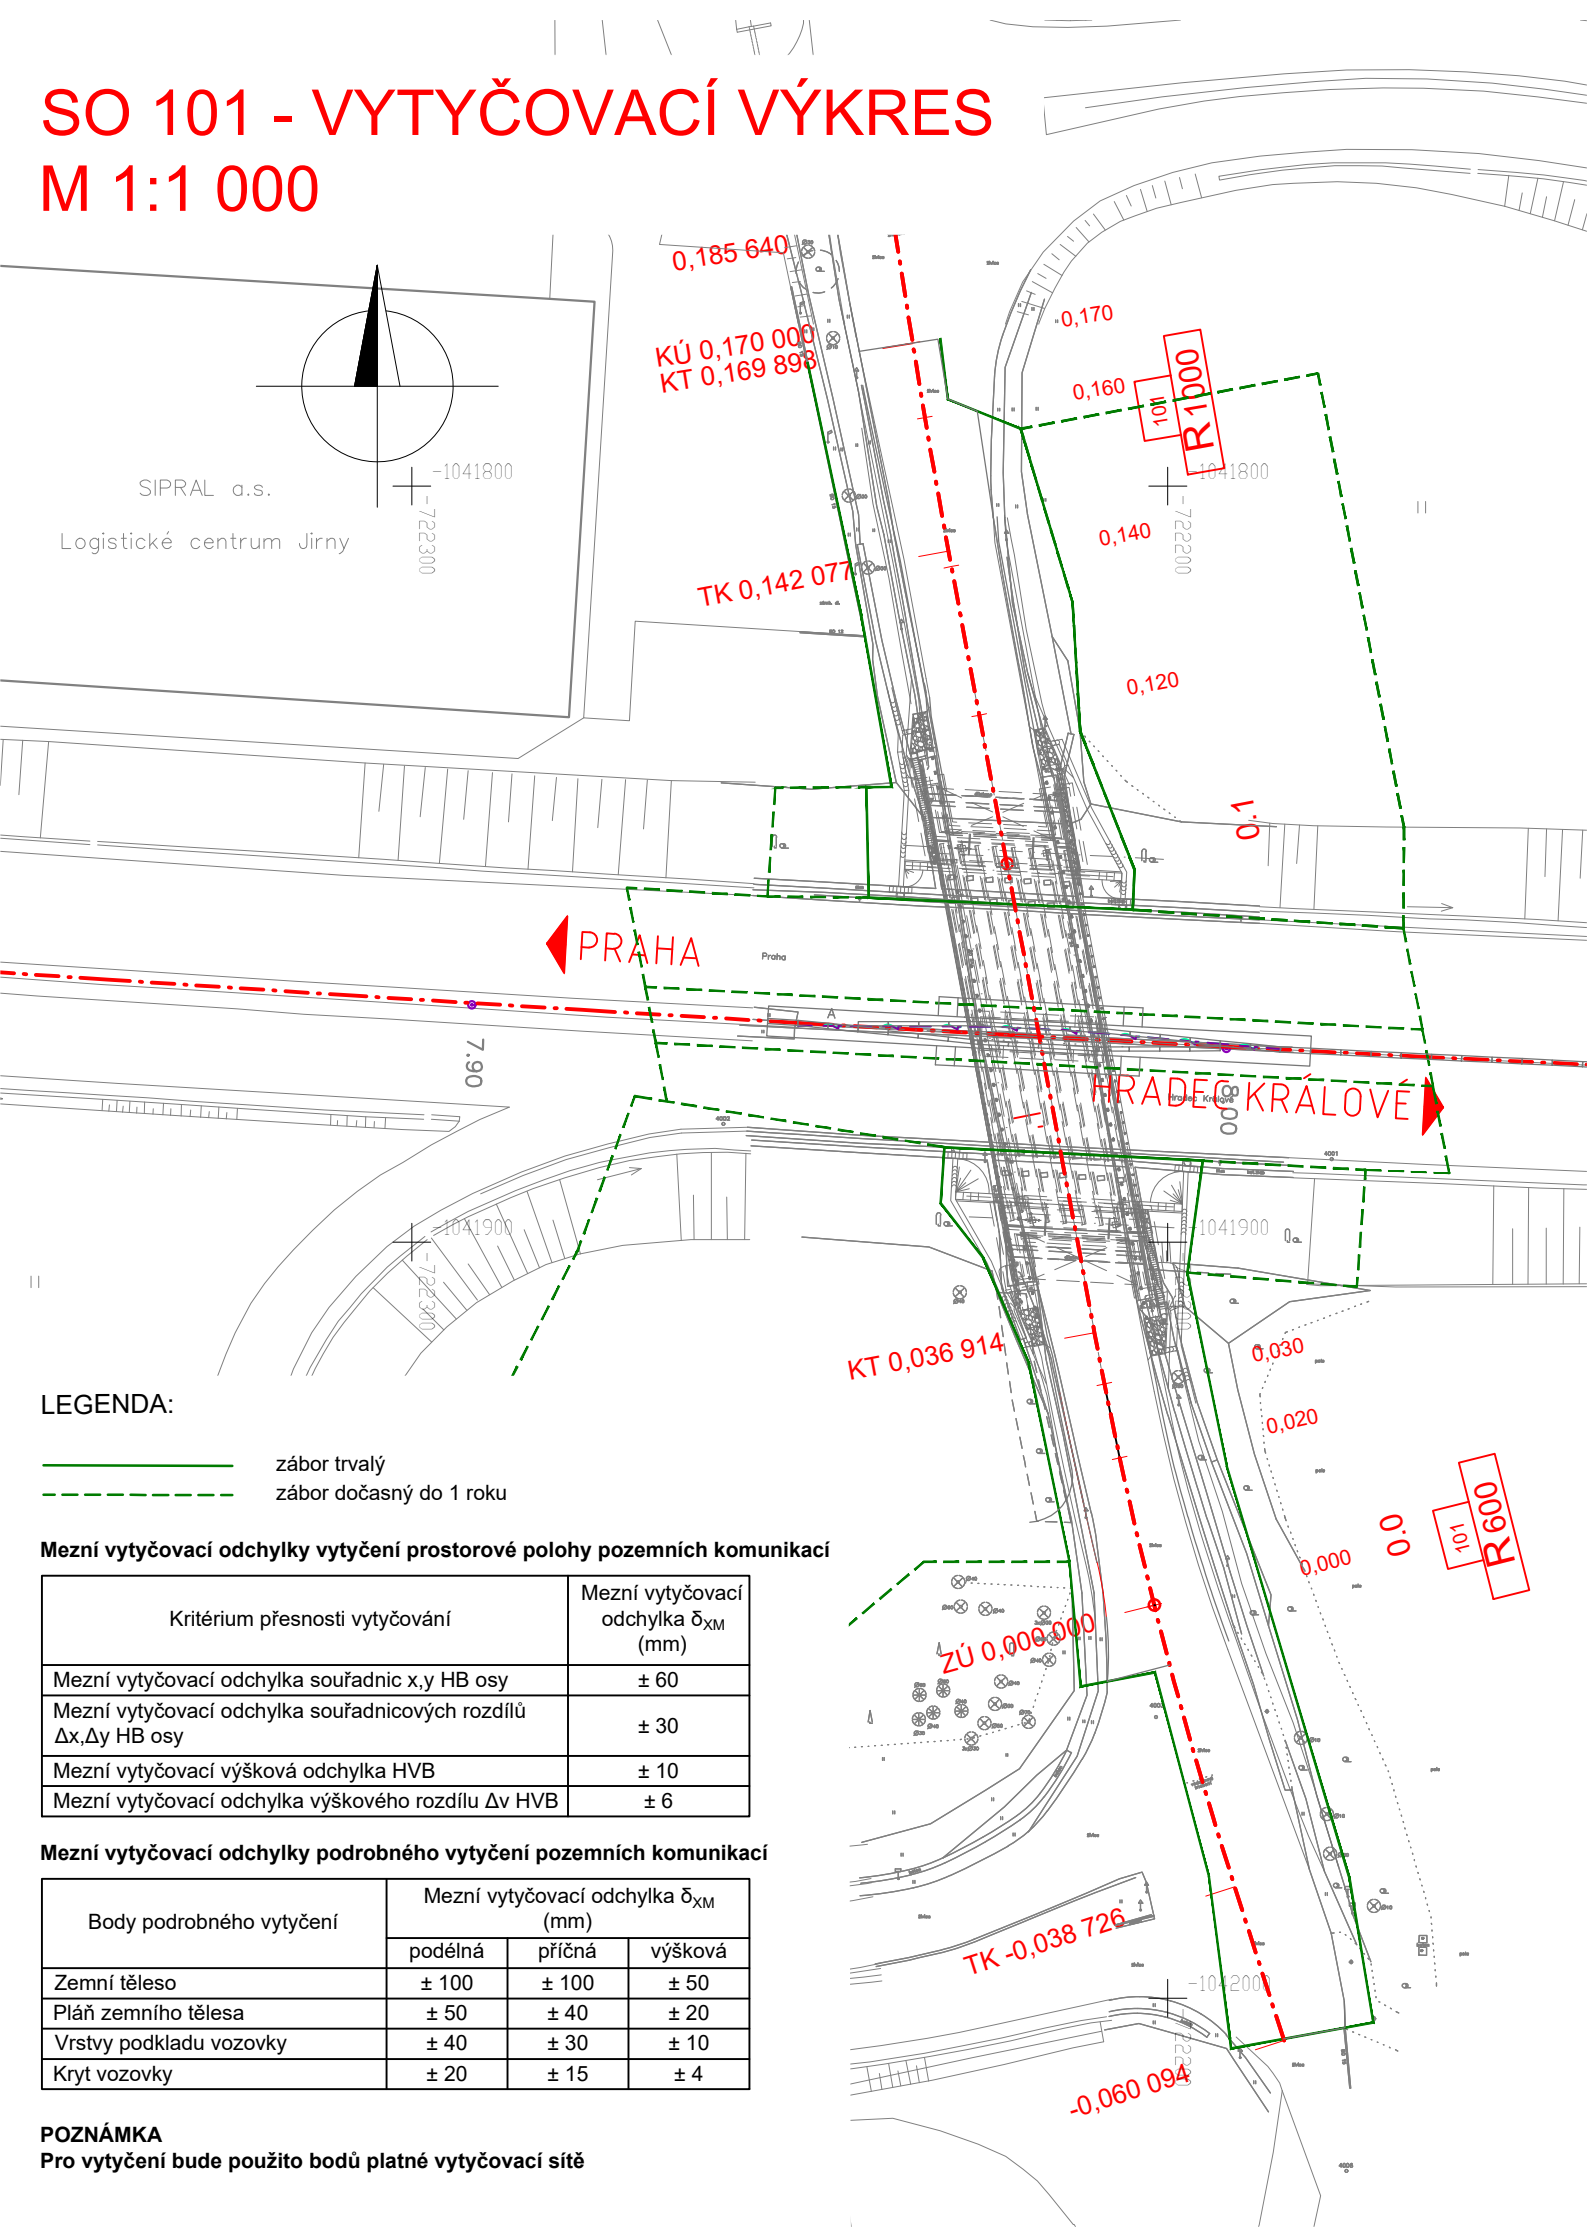 SO 101 - VYTYČOVACÍ VÝKRES
M 1:1 000
0,185 640
KÚ 0,170 000
KT 0,169 898
0,170
0,160
101
R1000
SIPRAL a.s.
Logistické centrum Jirny
-1041800
-722300
-1041800
-722200
0,140
TK 0,142 077
0,120
0.1
PRAHA
Praha
A
7.90
HRADEC KRÁLOVÉ
Hradec Králové
8.00
4002
4001
-1041900
-722300
-1041900
KT 0,036 914
0,030
0,020
R600
101
0.0
0,000
ZÚ 0,000 000
TK -0,038 726
-1042000
-0,060 094
4006
LEGENDA:
zábor trvalý
zábor dočasný do 1 roku
Mezní vytyčovací odchylky vytyčení prostorové polohy pozemních komunikací
Kritérium přesnosti vytyčování
Mezní vytyčovací
odchylka δXM
(mm)
Mezní vytyčovací odchylka souřadnic x,y HB osy ± 60
Mezní vytyčovací odchylka souřadnicových rozdílů
Δx,Δy HB osy ± 30
Mezní vytyčovací výšková odchylka HVB ± 10
Mezní vytyčovací odchylka výškového rozdílu Δv HVB ± 6
Mezní vytyčovací odchylky podrobného vytyčení pozemních komunikací
Body podrobného vytyčení
Mezní vytyčovací odchylka δXM
(mm)
podélná příčná výšková
Zemní těleso ± 100 ± 100 ± 50
Pláň zemního tělesa ± 50 ± 40 ± 20
Vrstvy podkladu vozovky ± 40 ± 30 ± 10
Kryt vozovky ± 20 ± 15 ± 4
POZNÁMKA
Pro vytyčení bude použito bodů platné vytyčovací sítě